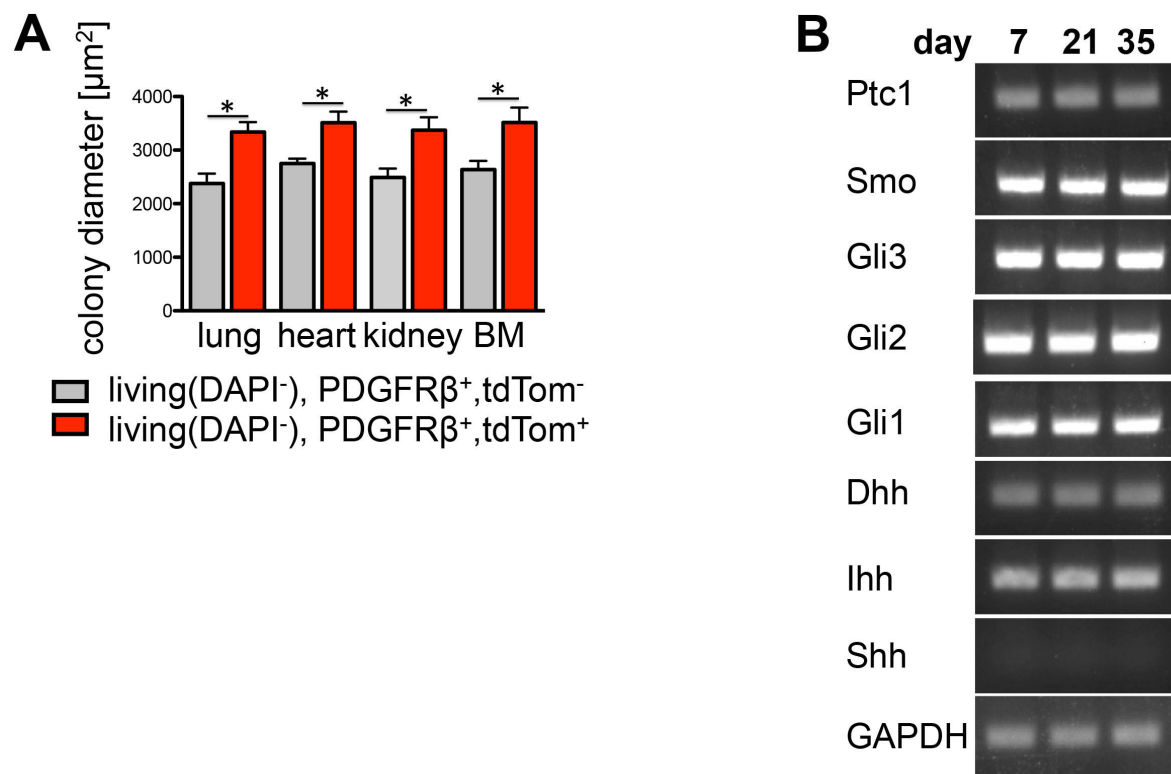 A
colony diameter [µm²]
4000
3000
2000
1000
0
* * * *
lung heart kidney BM
living(DAPI⁻), PDGFRβ⁺,tdTom⁻
living(DAPI⁻), PDGFRβ⁺,tdTom⁺
B
day 7 21 35
Ptc1
Smo
Gli3
Gli2
Gli1
Dhh
Ihh
Shh
GAPDH